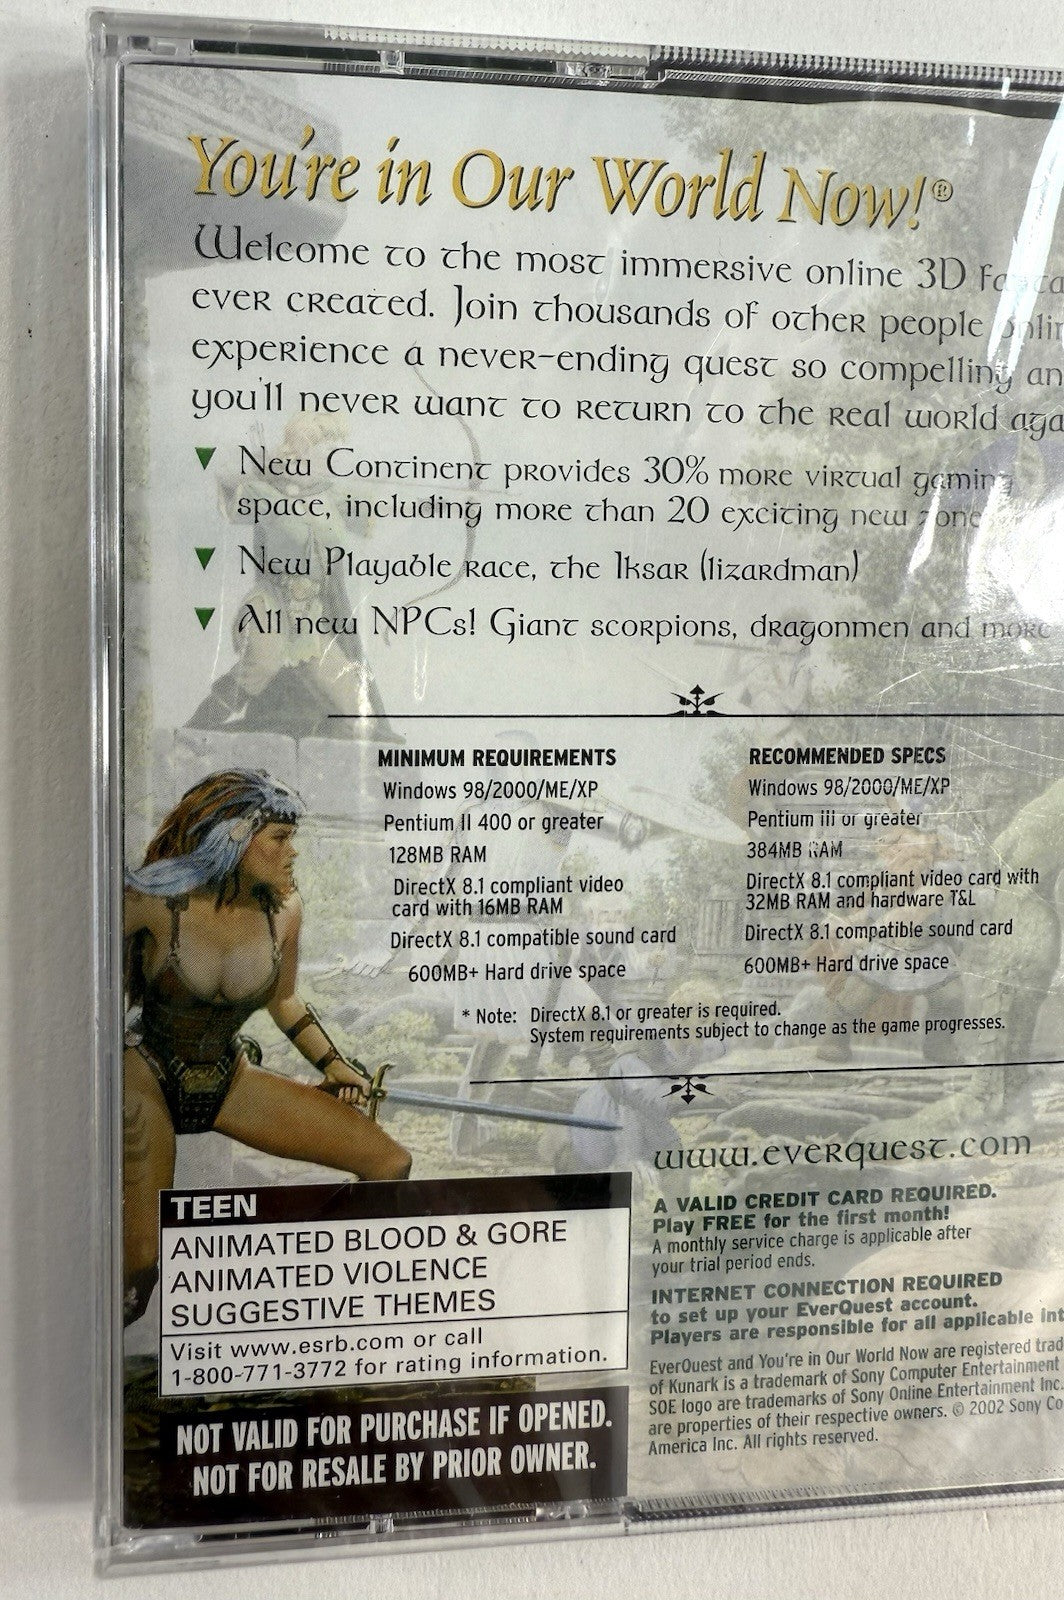 You're in Our World Now!®
Welcome to the most immersive online 3D
ever created. Join thousands of other people
experience a never-ending quest so compelling
you'll never want to return to the real world
▼ New Continent provides 30% more virtual gaming
space, including more than 20 exciting new
▼ New Playable race, the Iksar (lizardman)
▼ All new NPCs! Giant scorpions, dragonmen and more
MINIMUM REQUIREMENTS
Windows 98/2000/ME/XP
Pentium II 400 or greater
128MB RAM
DirectX 8.1 compliant video
card with 16MB RAM
DirectX 8.1 compatible sound card
600MB+ Hard drive space
RECOMMENDED SPECS
Windows 98/2000/ME/XP
Pentium III or greater
384MB RAM
DirectX 8.1 compliant video card with
32MB RAM and hardware T&L
DirectX 8.1 compatible sound card
600MB+ Hard drive space
* Note: DirectX 8.1 or greater is required.
System requirements subject to change as the game progresses.
www.everquest.com
A VALID CREDIT CARD REQUIRED.
Play FREE for the first month!
A monthly service charge is applicable after
your trial period ends.
INTERNET CONNECTION REQUIRED
to set up your EverQuest account.
Players are responsible for all applicable
EverQuest and You're in Our World Now are registered
of Kunark is a trademark of Sony Computer Entertainment
SOE logo are trademarks of Sony Online Entertainment Inc.
are properties of their respective owners. © 2002 Sony
America Inc. All rights reserved.
TEEN
ANIMATED BLOOD & GORE
ANIMATED VIOLENCE
SUGGESTIVE THEMES
Visit www.esrb.com or call
1-800-771-3772 for rating information.
NOT VALID FOR PURCHASE IF OPENED.
NOT FOR RESALE BY PRIOR OWNER.